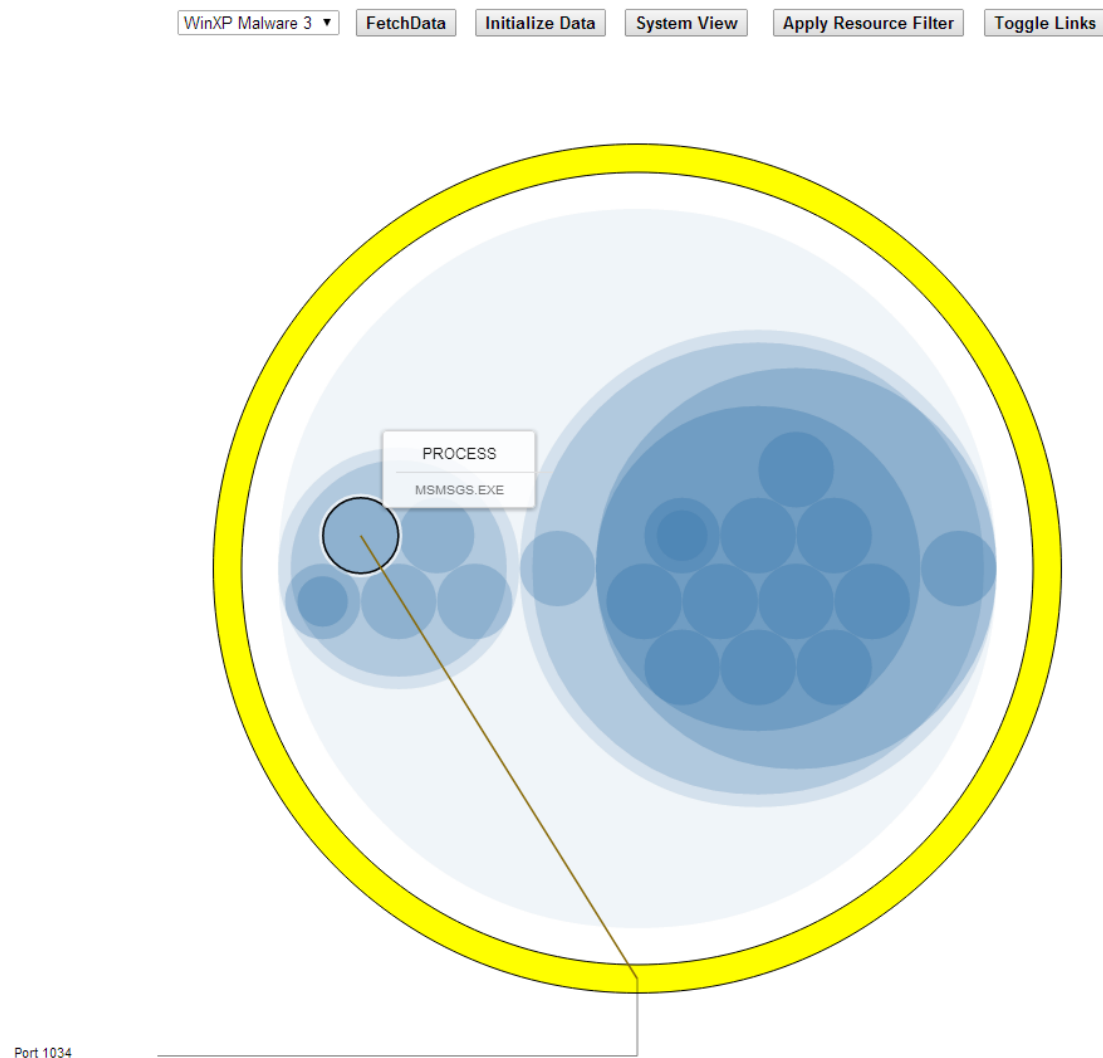 WinXP Malware 3 FetchData Initialize Data System View Apply Resource Filter Toggle Links
PROCESS
MSMSGS.EXE
Port 1034